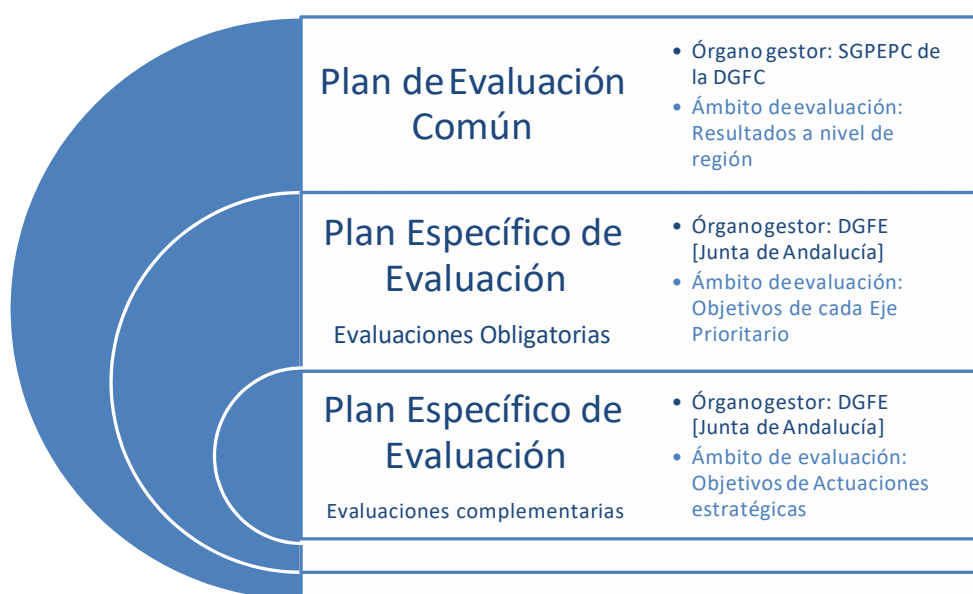 Plan de Evaluación
Común
• Órgano gestor: SGPEPC de
la DGFC
• Ámbito de evaluación:
Resultados a nivel de
región
Plan Específico de
Evaluación
Evaluaciones Obligatorias
• Órgano gestor: DGFE
[Junta de Andalucía]
• Ámbito de evaluación:
Objetivos de cada Eje
Prioritario
Plan Específico de
Evaluación
Evaluaciones complementarias
• Órgano gestor: DGFE
[Junta de Andalucía]
• Ámbito de evaluación:
Objetivos de Actuaciones
estratégicas